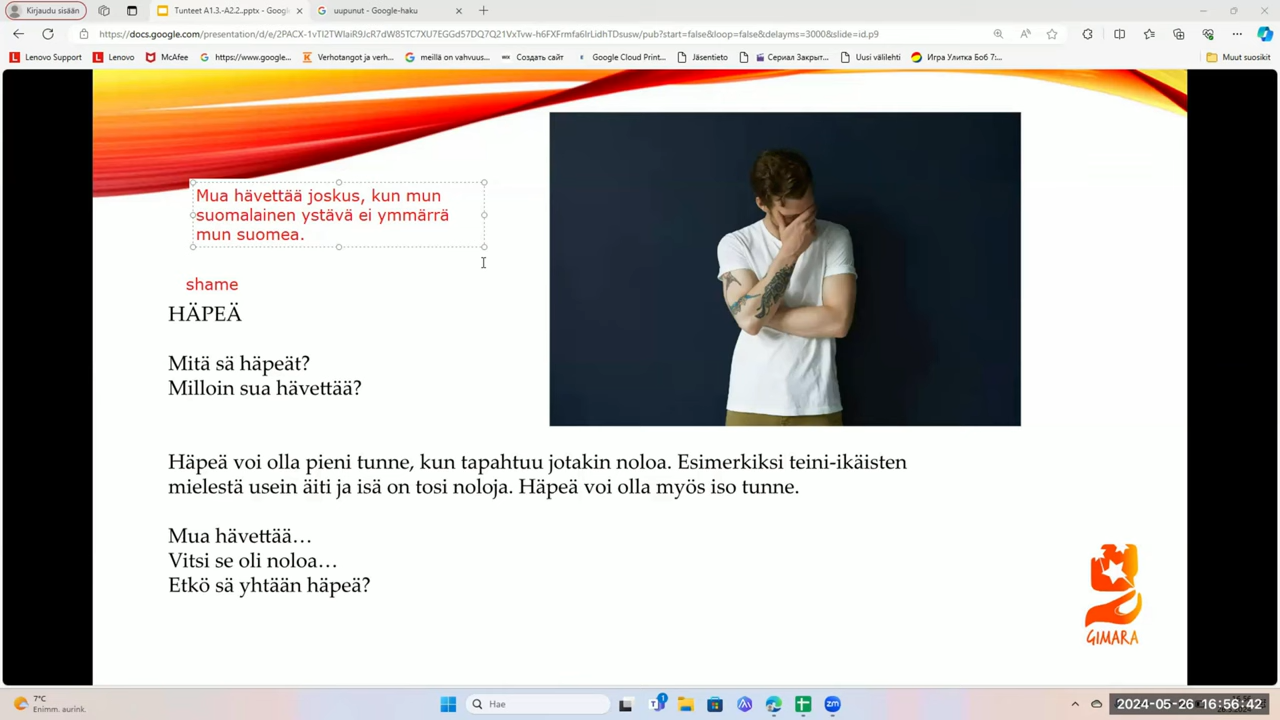 Kirjaudu sisään
Tunteet A1.3.-A2.2..pptx - Googl
uupunut - Google-haku
https://docs.google.com/presentation/d/e/2PACX-1vTI2TWlaiR9JcR7dW85TC7XU7EGGd57DQ7Q21VxTvw-h6FXFrmfa6lrLidhTDsusw/pub?start=false&loop=false&delayms=3000&slide=id.p9
Lenovo Support
Lenovo
McAfee
https://www.google...
Verhotangot ja verh...
meillä on vahvuus...
Создать сайт
Google Cloud Print...
Jäsentieto
Сериал Закрыт...
Uusi välilehti
Игра Улитка Боб 7:...
Muut suosikit
Mua hävettää joskus, kun mun
suomalainen ystävä ei ymmärrä
mun suomea.
shame
HÄPEÄ
Mitä sä häpeät?
Milloin sua hävettää?
Häpeä voi olla pieni tunne, kun tapahtuu jotakin noloa. Esimerkiksi teini-ikäisten
mielestä usein äiti ja isä on tosi noloja. Häpeä voi olla myös iso tunne.
Mua hävettää…
Vitsi se oli noloa…
Etkö sä yhtään häpeä?
GIMARA
7°C
Enimm. aurink.
Hae
2024-05-26 16:56:42